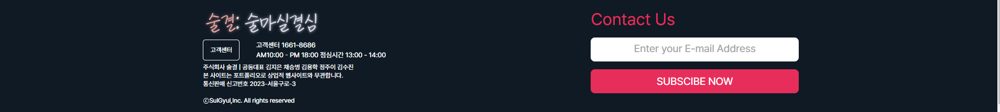 술결: 술마실결심
고객센터
고객센터 1661-8686
AM10:00 - PM 18:00 점심시간 13:00 - 14:00
주식회사 술결 | 공동대표 김지은 채승병 김용학 정주이 김수진
본 사이트는 포트폴리오로 상업적 웹사이트와 무관합니다.
통신판매 신고번호 2023-서울구로-3
ⓒSulGyul,Inc. All rights reserved
Contact Us
Enter your E-mail Address
SUBSCIBE NOW